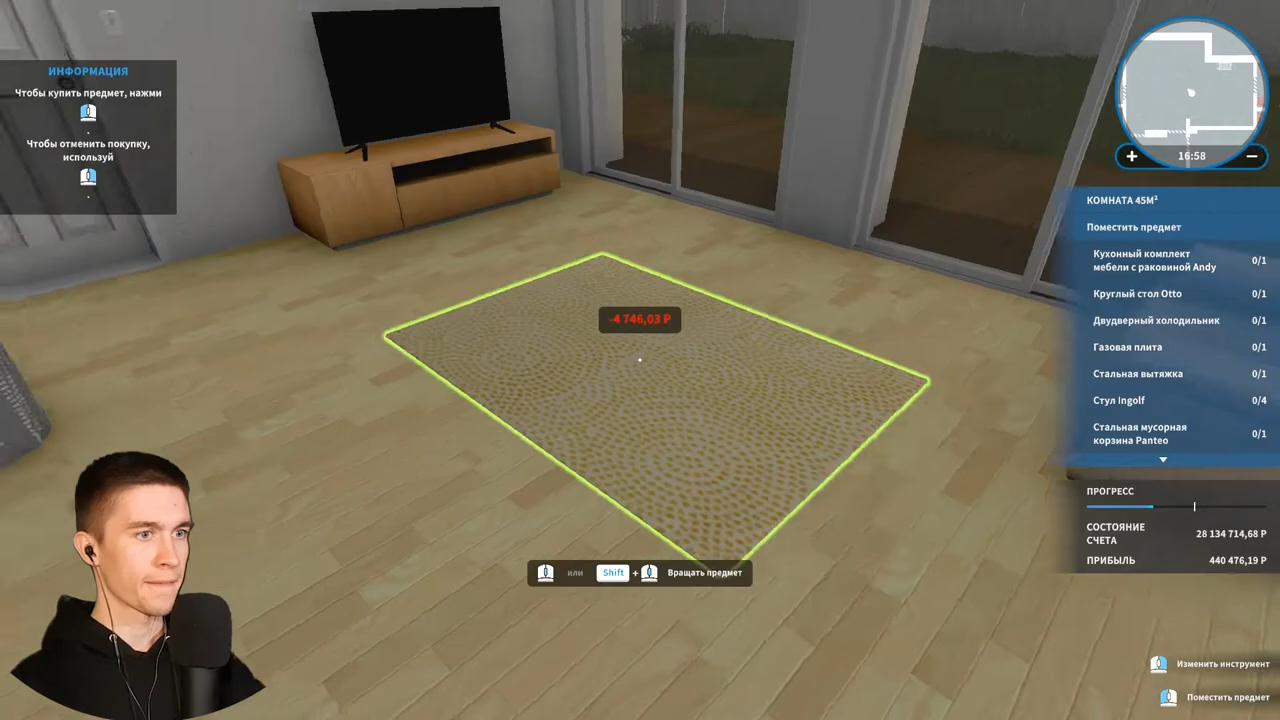 ИНФОРМАЦИЯ
Чтобы купить предмет, нажми
.
Чтобы отменить покупку,
используй
.
-4 746,03 Р
или Shift + Вращать предмет
+ 16:58 −
КОМНАТА 45М²
Поместить предмет
Кухонный комплект
мебели с раковиной Andy 0/1
Круглый стол Otto 0/1
Двудверный холодильник 0/1
Газовая плита 0/1
Стальная вытяжка 0/1
Стул Ingolf 0/4
Стальная мусорная
корзина Panteo 0/1
ПРОГРЕСС
СОСТОЯНИЕ
СЧЕТА 28 134 714,68 Р
ПРИБЫЛЬ 440 476,19 Р
Изменить инструмент
Поместить предмет